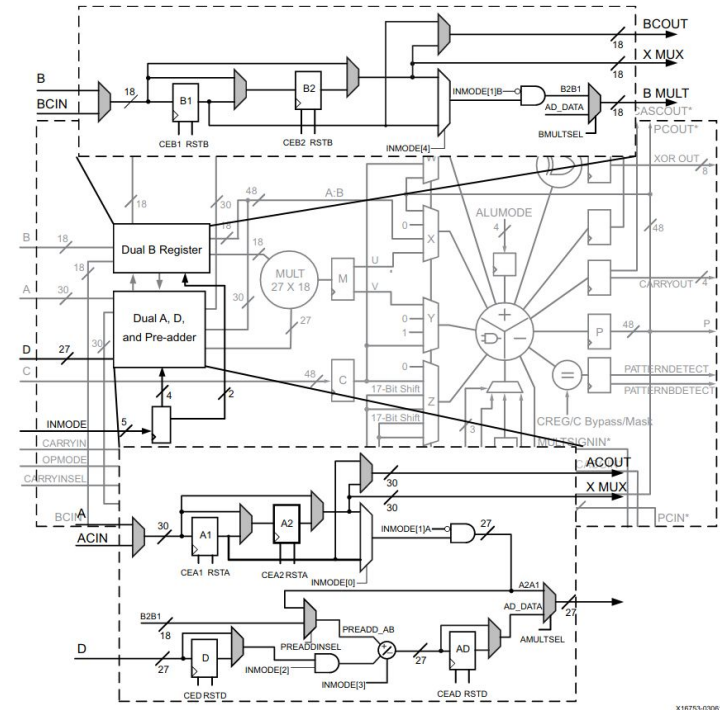 BCOUT
18
X MUX
18
B
BCIN
18
B1
B2
INMODE[1]B
B2B1
AD_DATA
B MULT
18
CEB1 RSTB
CEB2 RSTB
BMULTSEL
INMODE[4]
CASCOUT*
PCOUT*
XOR OUT
8
18
30
48
A:B
18
ALUMODE
4
0
X
48
B
18
Dual B Register
18
18
MULT
27 X 18
M
U
V
*
CARRYOUT
4
A
30
30
Dual A, D,
and Pre-adder
27
0
1
Y
P
48
P
D
27
30
C
48
C
0
17-Bit Shift
17-Bit Shift
Z
PATTERNDETECT
PATTERNBDETECT
4
2
3
CREG/C Bypass/Mask
INMODE
5
MULTSIGNIN*
CARRYIN
OPMODE
CARRYINSEL
ACOUT
30
X MUX
30
BCIN*
PCIN*
A
ACIN
30
A1
A2
INMODE[1]A
27
CEA1 RSTA
CEA2 RSTA
INMODE[0]
A2A1
AD_DATA
27
B2B1
18
PREADD_AB
PREADDINSEL
AMULTSEL
D
27
D
INMODE[2]
+
-
27
AD
INMODE[3]
CED RSTD
CEAD RSTD